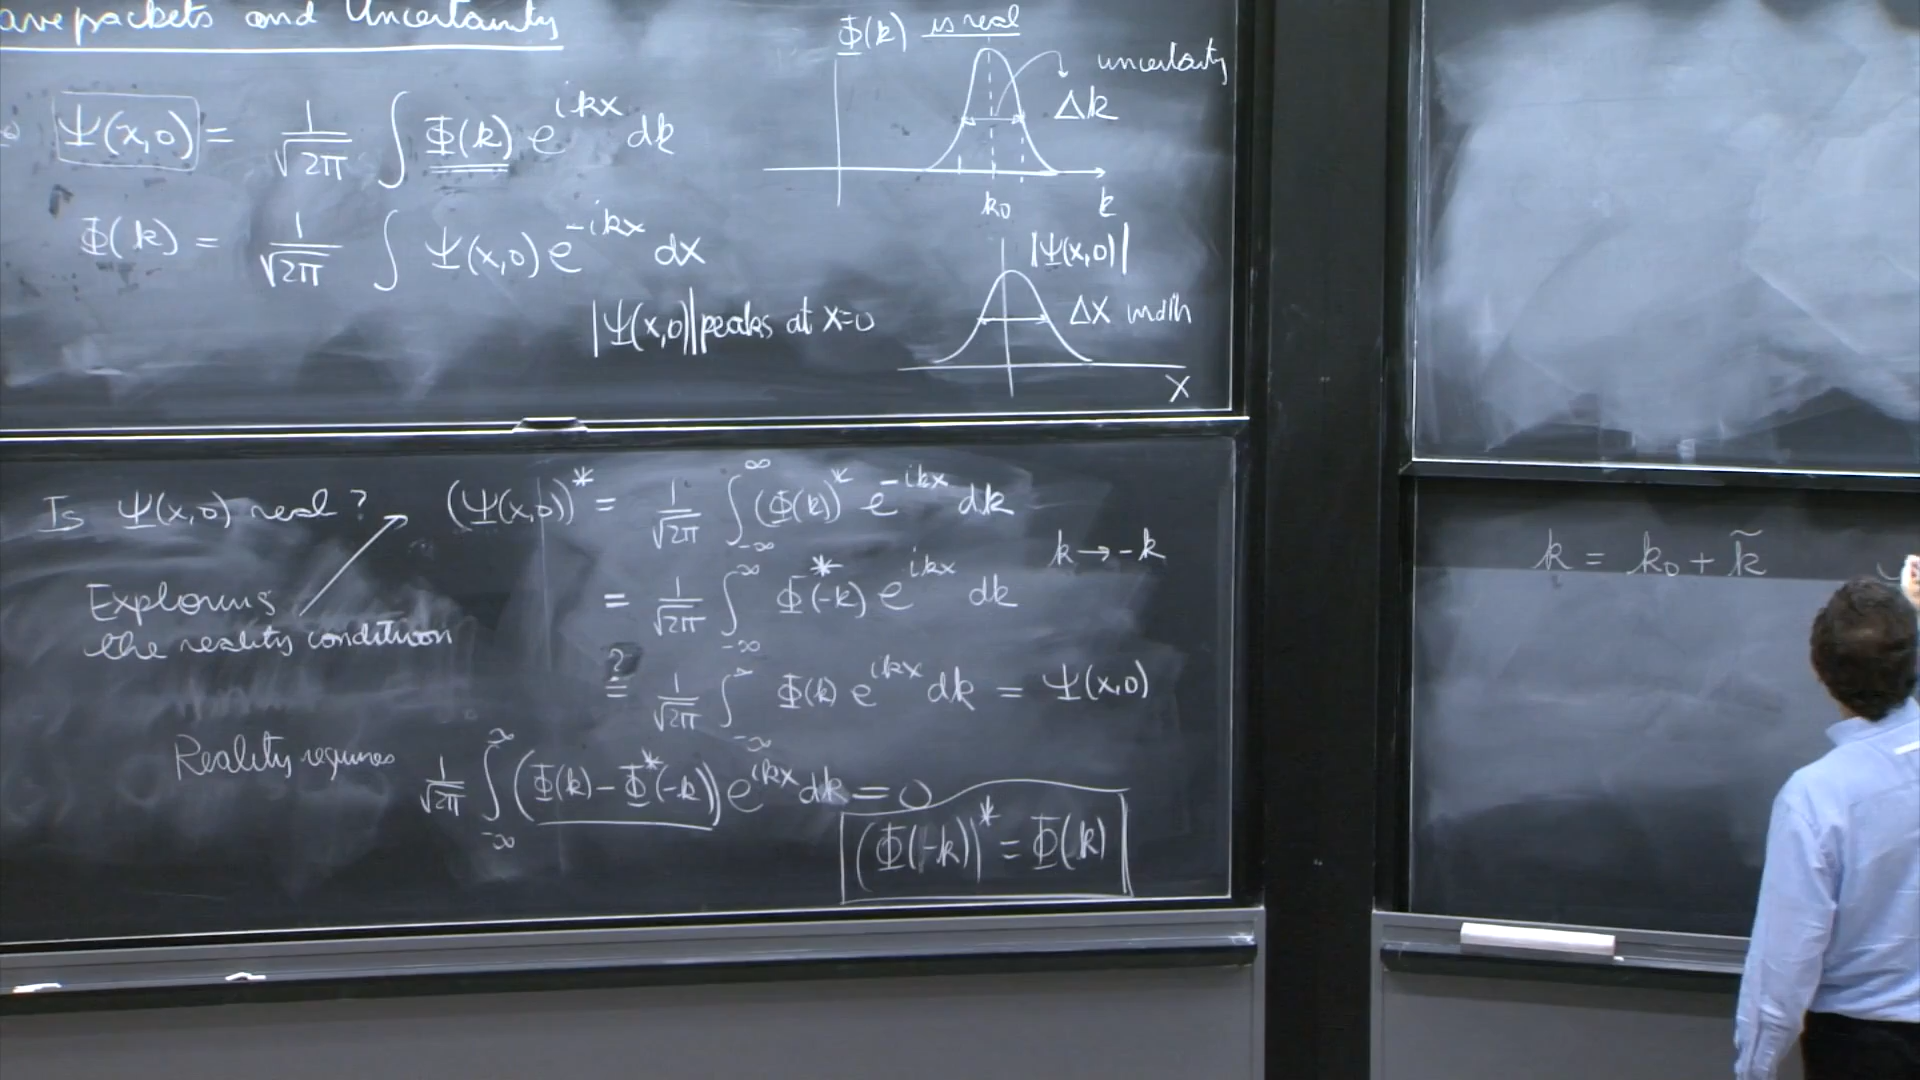 avepackets and Uncertainty
Ψ(x,0) = 1/√2π ∫ Φ(k) e^{ikx} dk
Φ(k) = 1/√2π ∫ Ψ(x,0) e^{-ikx} dx
|Ψ(x,0)| peaks at x=0
Φ(k) is real
uncertainty
Δk
k₀ k
|Ψ(x,0)|
Δx width
x
Is Ψ(x,0) real? (Ψ(x,0))* = 1/√2π ∫_{-∞}^{∞} (Φ(k))* e^{-ikx} dk
k → -k
Exploring
the reality condition
= 1/√2π ∫_{-∞}^{∞} Φ*(-k) e^{ikx} dk
?= 1/√2π ∫_{-∞}^{∞} Φ(k) e^{ikx} dk = Ψ(x,0)
Reality requires 1/√2π ∫_{-∞}^{∞} (Φ(k) - Φ*(-k)) e^{ikx} dk = 0
(Φ(-k))* = Φ(k)
k = k₀ + k̃